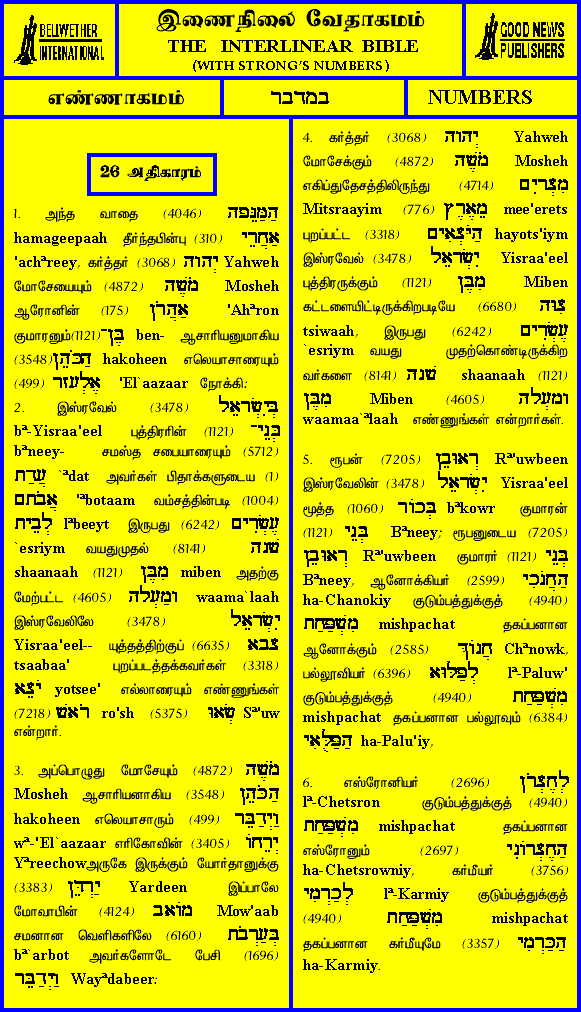 BELLWETHER
INTERNATIONAL
இணைநிலை வேதாகமம்
THE INTERLINEAR BIBLE
(WITH STRONG'S NUMBERS)
GOOD NEWS
PUBLISHERS
எண்ணாகமம்
במדבר
NUMBERS
26 அதிகாரம்
1. அந்த வாதை (4046) הַמַּגֵּפָה
hamageepaah தீர்ந்தபின்பு (310) אַחֲרֵי
'achªreey, கர்த்தர் (3068) יְהוָה Yahweh
மோசேயையும் (4872) מֹשֶׁה Mosheh
ஆரோனின் (175) אַהֲרֹן 'Ahªron
குமாரனும்(1121)בֶּן־ ben- ஆசாரியனுமாகிய
(3548)הַכֹּהֵן hakoheen எலெயாசாரையும்
(499) אֶלְעָזָר 'El`aazaar நோக்கி:
2. இஸ்ரவேல் (3478) יִשְׂרָאֵל
bª-Yisraa'eel புத்திரரின் (1121) בְּנֵי־
bªneey- சமஸ்த சபையாரையும் (5712)
עֲדַת `ªdat அவர்கள் பிதாக்களுடைய (1)
אֲבֹתָם 'ªbotaam வம்சத்தின்படி (1004)
לְבֵית lªbeeyt இருபது (6242) עֶשְׂרִים
`esriym வயதுமுதல் (8141) שָׁנָה
shaanaah (1121) מִבֶּן miben அதற்கு
மேற்பட்ட (4605) וָמַעְלָה waama`laah
இஸ்ரவேலிலே (3478) יִשְׂרָאֵל
Yisraa'eel-- யுத்தத்திற்குப் (6635) צָבָא
tsaabaa' புறப்படத்தக்கவர்கள் (3318)
יֹצֵא yotsee' எல்லாரையும் எண்ணுங்கள்
(7218) רֹאשׁ ro'sh (5375) שְׂאוּ Sª'uw
என்றார்.
3. அப்பொழுது மோசேயும் (4872) מֹשֶׁה
Mosheh ஆசாரியனாகிய (3548) הַכֹּהֵן
hakoheen எலெயாசாரும் (499) וַיְדַבֵּר
wª-'El`aazaar எரிகோவின் (3405) יְרֵחוֹ
Yªreechowஅருகே இருக்கும் யோர்தானுக்கு
(3383) יַרְדֵּן Yardeen இப்பாலே
மோவாபின் (4124) מוֹאָב Mow'aab
சமனான வெளிகளிலே (6160) בְּעַרְבֹת
bª`arbot அவர்களோடே பேசி (1696)
וַיְדַבֵּר Wayªdabeer:
4. கர்த்தர் (3068) יְהוָה Yahweh
மோசேக்கும் (4872) מֹשֶׁה Mosheh
எகிப்துதேசத்திலிருந்து (4714) מִצְרַיִם
Mitsraayim (776) מֵאֶרֶץ mee'erets
புறப்பட்ட (3318) הַיֹּצְאִים hayots'iym
இஸ்ரவேல் (3478) יִשְׂרָאֵל Yisraa'eel
புத்திரருக்கும் (1121) מִבֶּן Miben
கட்டளையிட்டிருக்கிறபடியே (6680) צִוָּה
tsiwaah, இருபது (6242) עֶשְׂרִים
`esriym வயது முதற்கொண்டிருக்கிற
வர்களை (8141) שָׁנָה shaanaah (1121)
מִבֶּן Miben (4605) וָמַעְלָה
waamaa`ªlaah எண்ணுங்கள் என்றார்கள்.
5. ரூபன் (7205) רְאוּבֵן Rª'uwbeen
இஸ்ரவேலின் (3478) יִשְׂרָאֵל Yisraa'eel
மூத்த (1060) בְּכוֹר bªkowr குமாரன்
(1121) בְּנֵי Bªneey; ரூபனுடைய (7205)
רְאוּבֵן Rª'uwbeen குமாரர் (1121) בְּנֵי
Bªneey, ஆனோக்கியர் (2599) הַחֲנֹכִי
ha-Chanokiy குடும்பத்துக்குத் (4940)
מִשְׁפַּחַת mishpachat தகப்பனான
ஆனோக்கும் (2585) חֲנוֹךְ Chªnowk,
பல்லூவியர் (6396) לְפַלּוּא lª-Paluw'
குடும்பத்துக்குத் (4940) מִשְׁפַּחַת
mishpachat தகப்பனான பல்லூவும் (6384)
הַפַּלֻּאִי ha-Palu'iy,
6. எஸ்ரோனியர் (2696) לְחֶצְרֹן
lª-Chetsron குடும்பத்துக்குத் (4940)
מִשְׁפַּחַת mishpachat தகப்பனான
எஸ்ரோனும் (2697) הַחֶצְרוֹנִי
ha-Chetsrowniy, கர்மீயர் (3756)
לְכַרְמִי lª-Karmiy குடும்பத்துக்குத்
(4940) מִשְׁפַּחַת mishpachat
தகப்பனான கர்மீயுமே (3357) הַכַּרְמִי
ha-Karmiy.